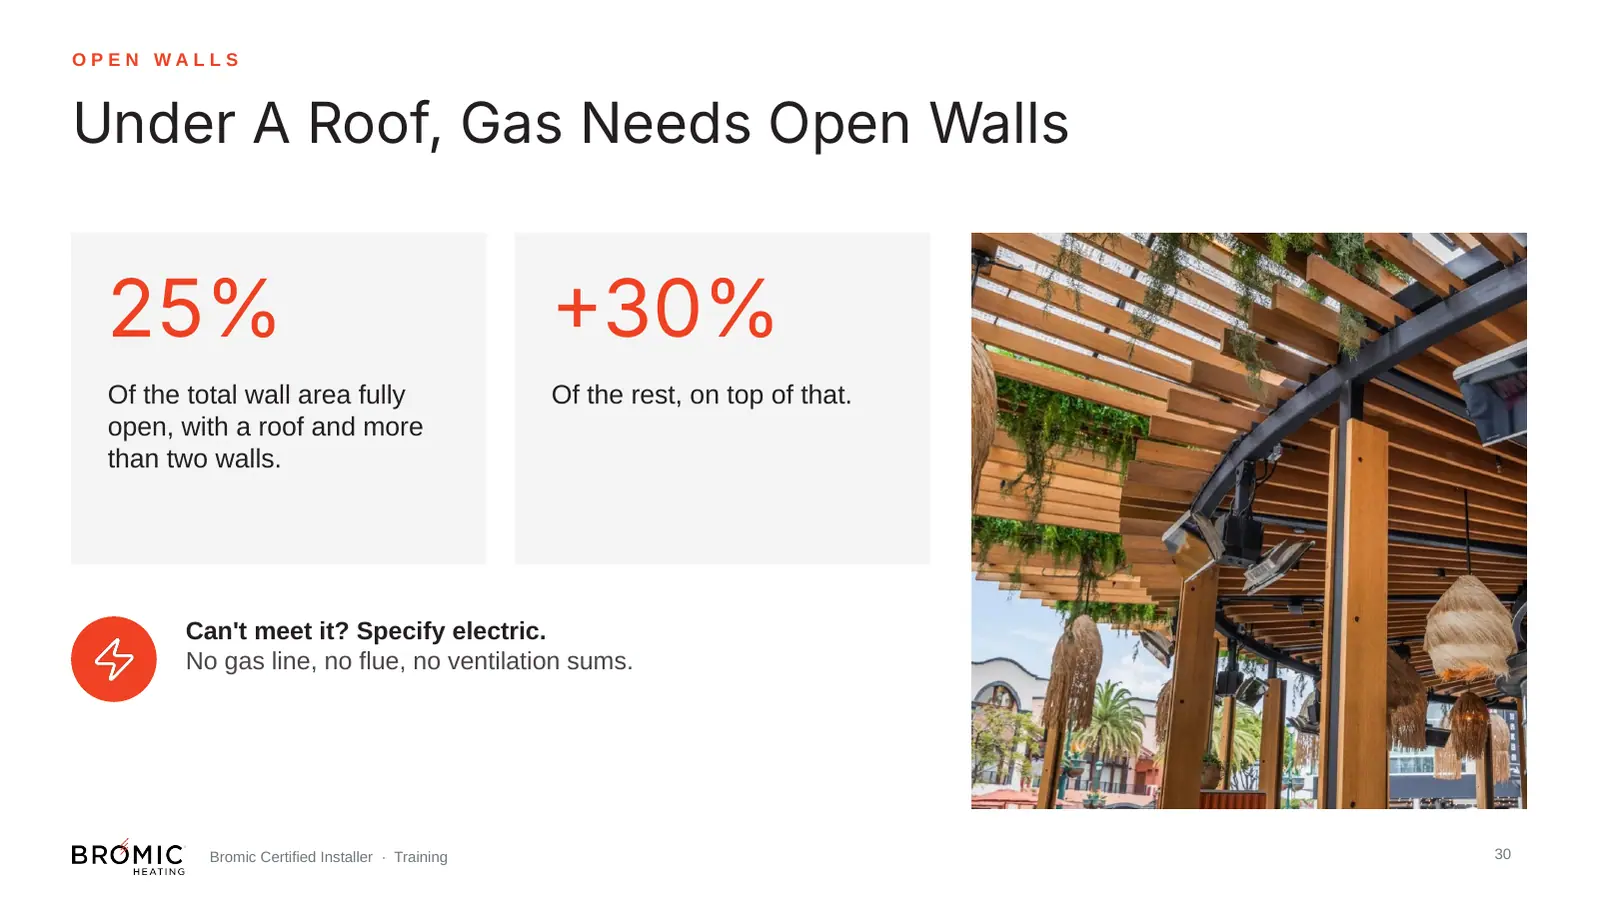 OPEN WALLS
Under A Roof, Gas Needs Open Walls
25%
Of the total wall area fully
open, with a roof and more
than two walls.
+30%
Of the rest, on top of that.
Can't meet it? Specify electric.
No gas line, no flue, no ventilation sums.
BROMIC
HEATING
Bromic Certified Installer · Training
30